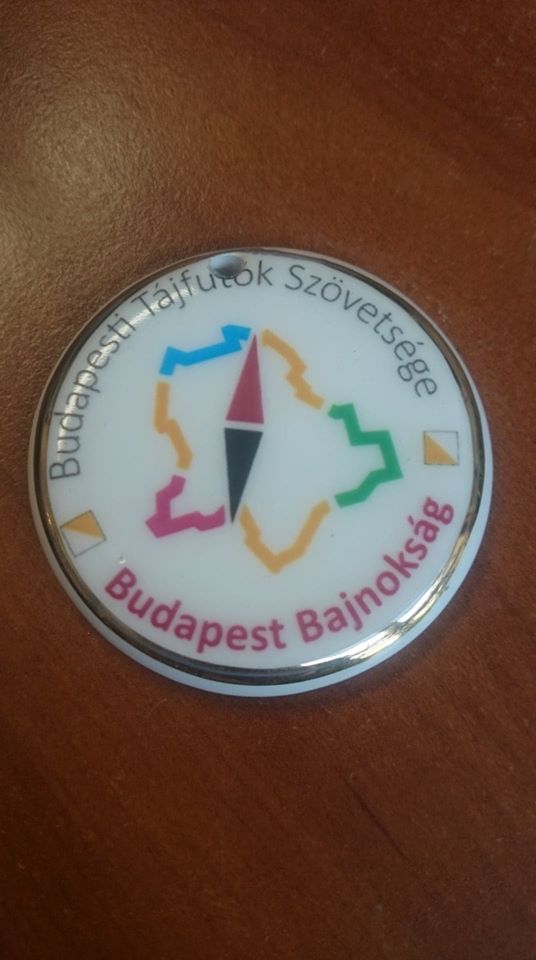 Budapesti Tájfutók Szövetsége
Budapest Bajnokság